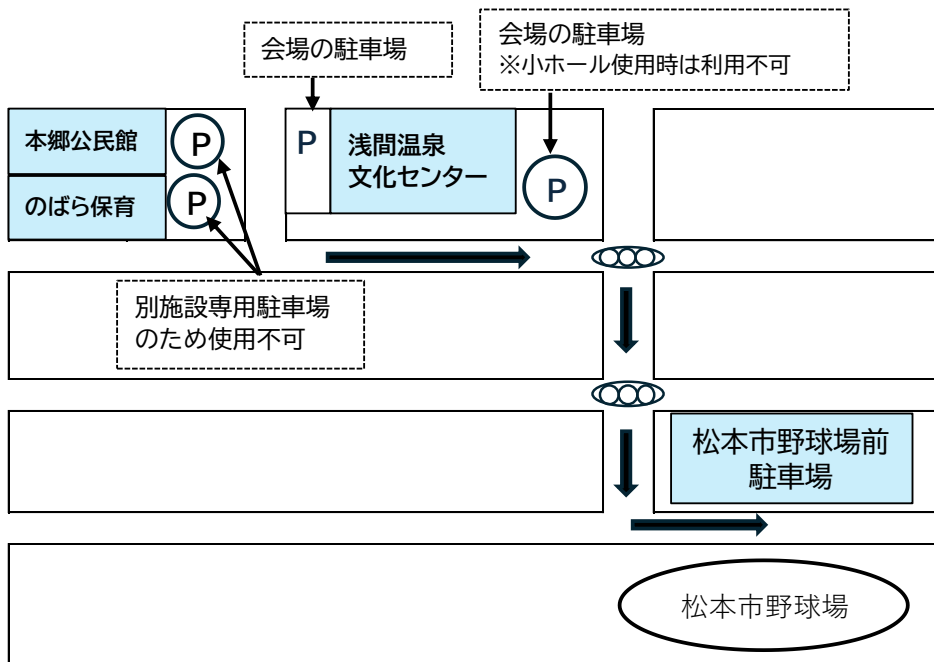 会場の駐車場
会場の駐車場
※小ホール使用時は利用不可
本郷公民館
P
P
浅間温泉
文化センター
P
のばら保育
P
別施設専用駐車場
のため使用不可
松本市野球場前
駐車場
松本市野球場